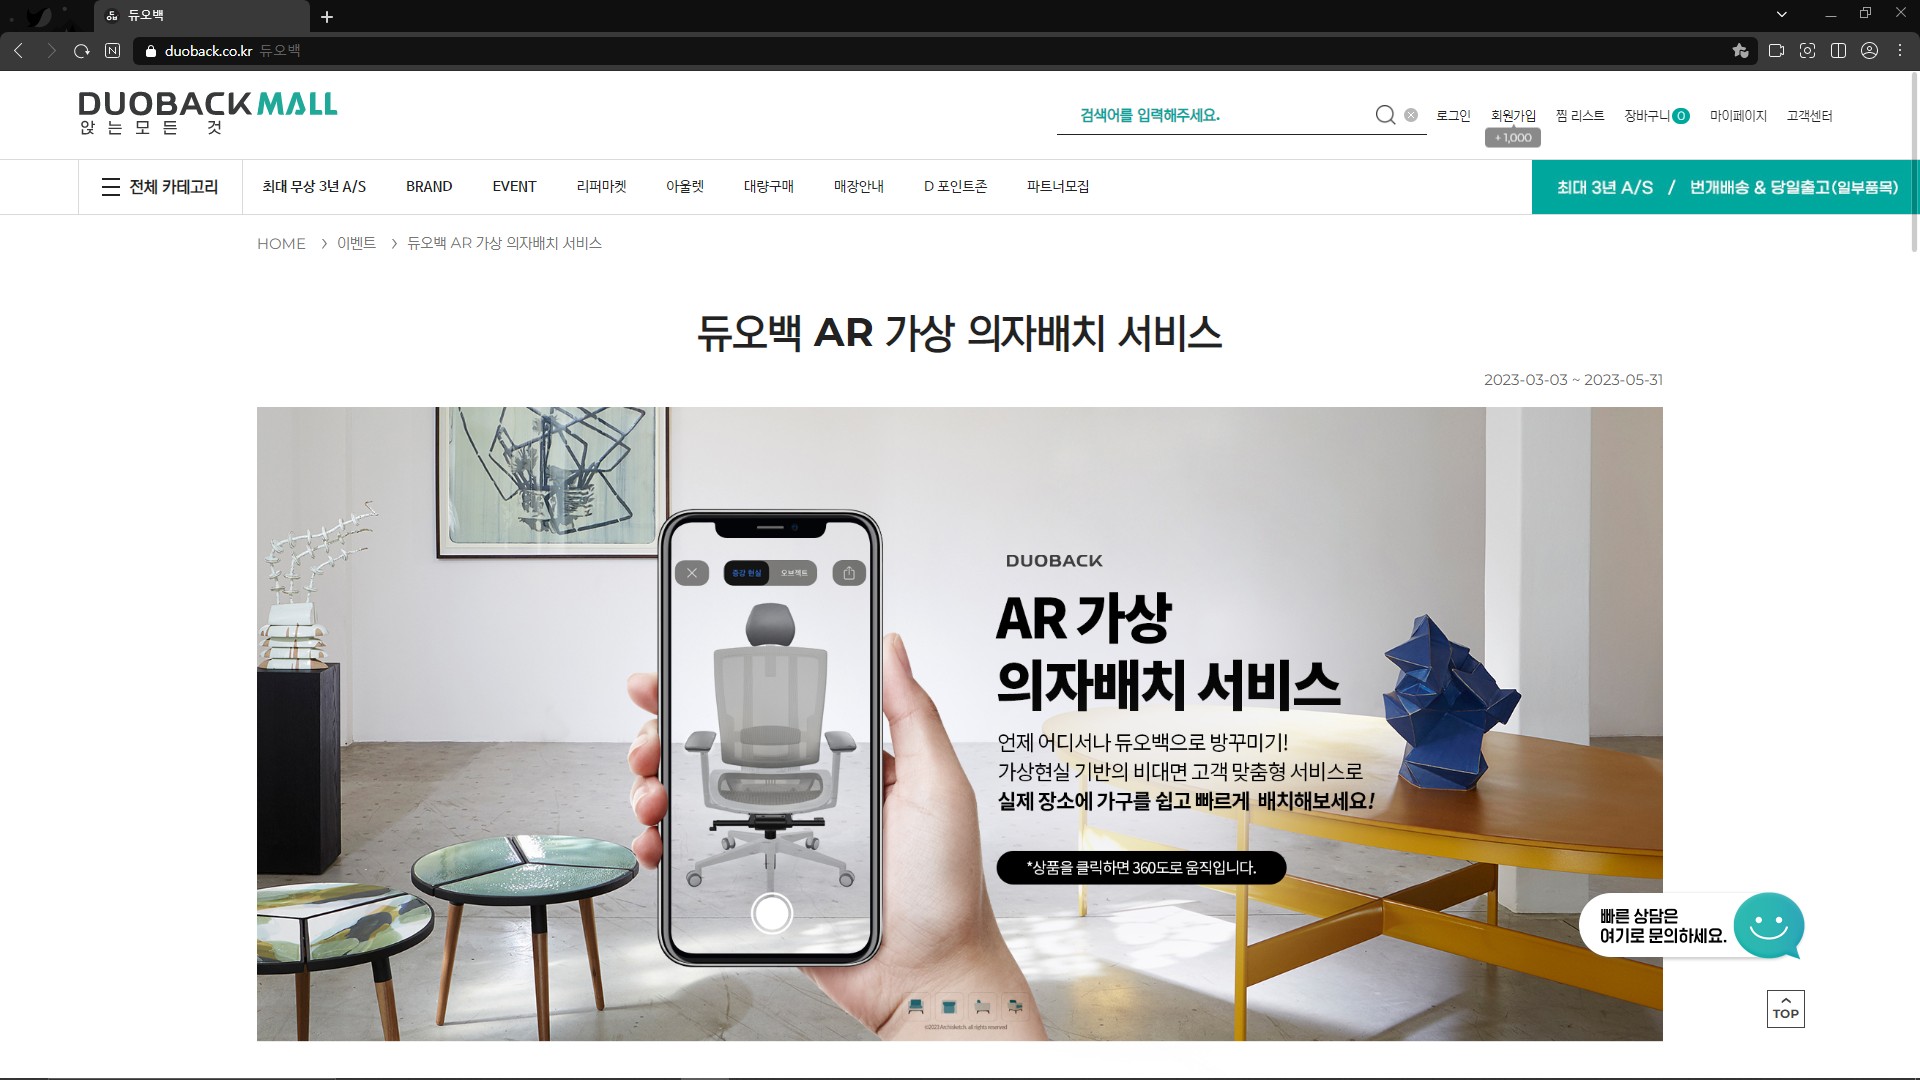 듀오백
duoback.co.kr 듀오백
DUOBACK MALL
앉는모든 것
검색어를 입력해주세요.
로그인 회원가입 찜 리스트 장바구니 0 마이페이지 고객센터
+1,000
전체 카테고리 최대 무상 3년 A/S BRAND EVENT 리퍼마켓 아울렛 대량구매 매장안내 D 포인트존 파트너모집
최대 3년 A/S / 번개배송 & 당일출고(일부품목)
HOME > 이벤트 > 듀오백 AR 가상 의자배치 서비스
듀오백 AR 가상 의자배치 서비스
2023-03-03 ~ 2023-05-31
증강 현실 오브젝트
DUOBACK
AR 가상
의자배치 서비스
언제 어디서나 듀오백으로 방꾸미기!
가상현실 기반의 비대면 고객 맞춤형 서비스로
실제 장소에 가구를 쉽고 빠르게 배치해보세요!
*상품을 클릭하면 360도로 움직입니다.
©2021 Archisketch. all rights reserved
빠른 상담은
여기로 문의하세요.
TOP